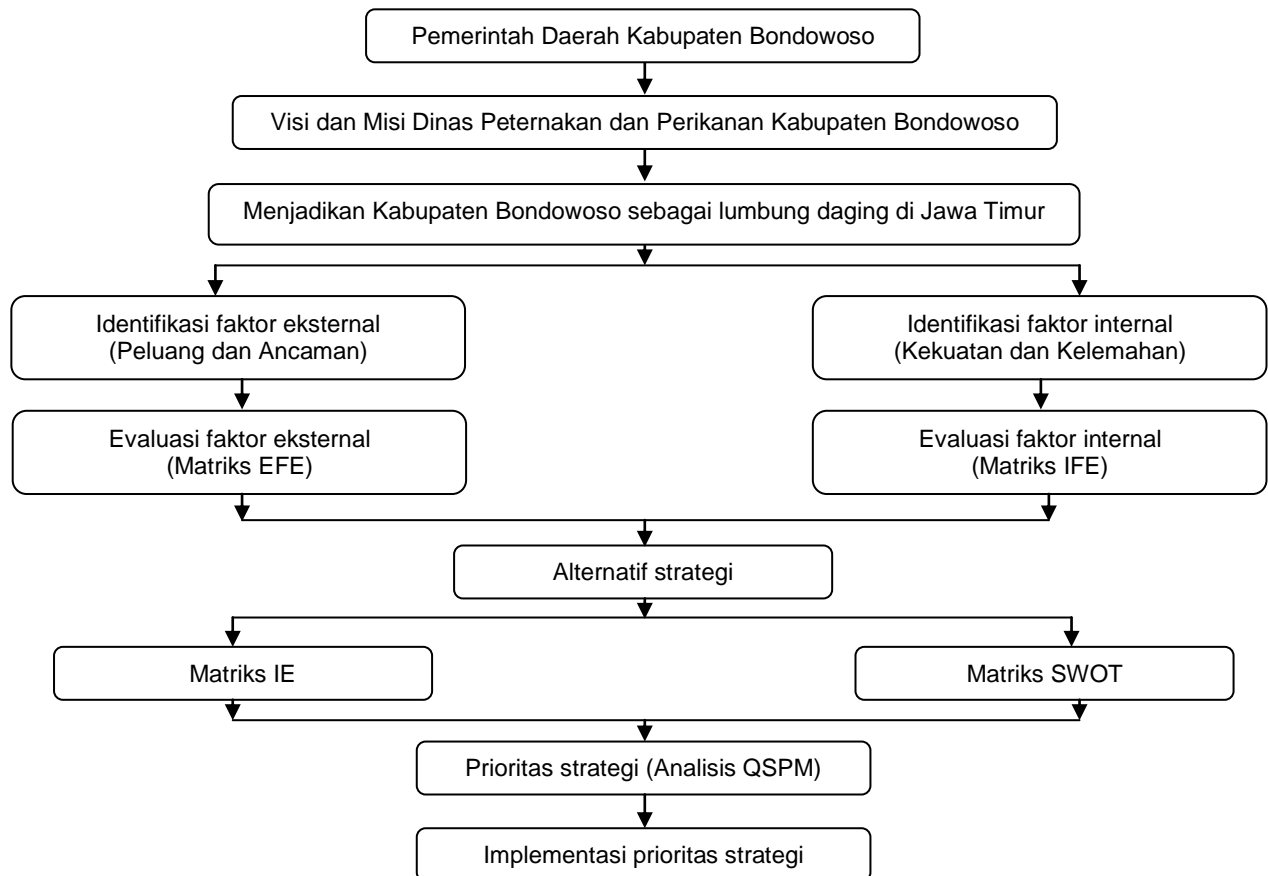 Pemerintah Daerah Kabupaten Bondowoso
Visi dan Misi Dinas Peternakan dan Perikanan Kabupaten Bondowoso
Menjadikan Kabupaten Bondowoso sebagai lumbung daging di Jawa Timur
Identifikasi faktor eksternal
(Peluang dan Ancaman)
Identifikasi faktor internal
(Kekuatan dan Kelemahan)
Evaluasi faktor eksternal
(Matriks EFE)
Evaluasi faktor internal
(Matriks IFE)
Alternatif strategi
Matriks IE
Matriks SWOT
Prioritas strategi (Analisis QSPM)
Implementasi prioritas strategi